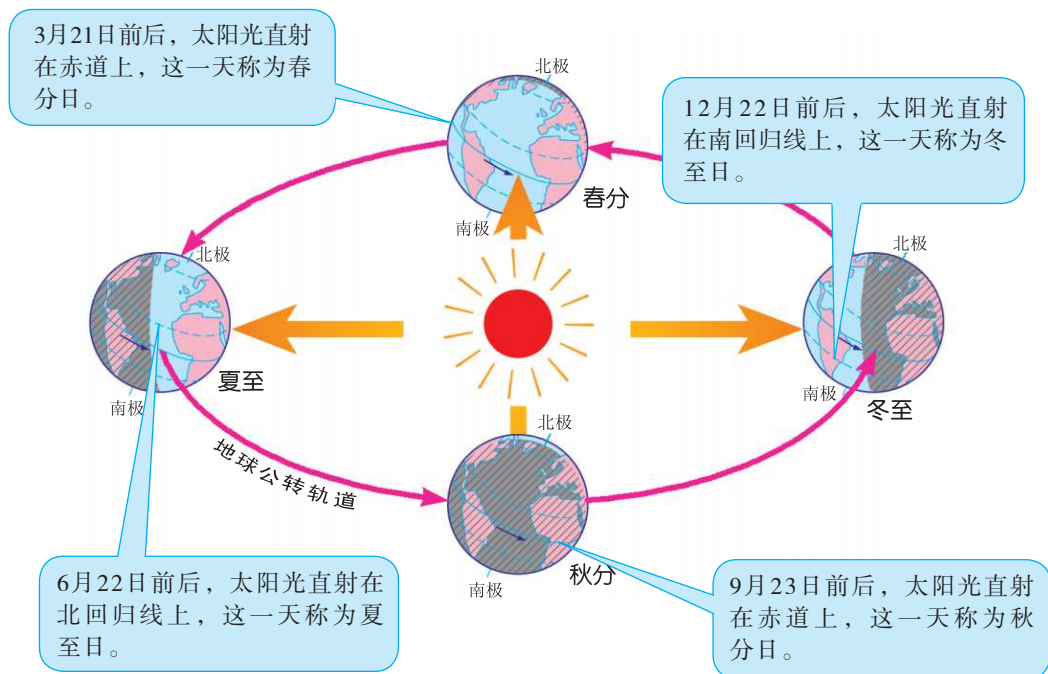 3月21日前后，太阳光直射
在赤道上，这一天称为春
分日。
北极
南极
春分
12月22日前后，太阳光直射
在南回归线上，这一天称为冬
至日。
北极
南极
夏至
北极
南极
冬至
地球公转轨道
北极
南极
秋分
6月22日前后，太阳光直射在
北回归线上，这一天称为夏
至日。
9月23日前后，太阳光直射
在赤道上，这一天称为秋
分日。